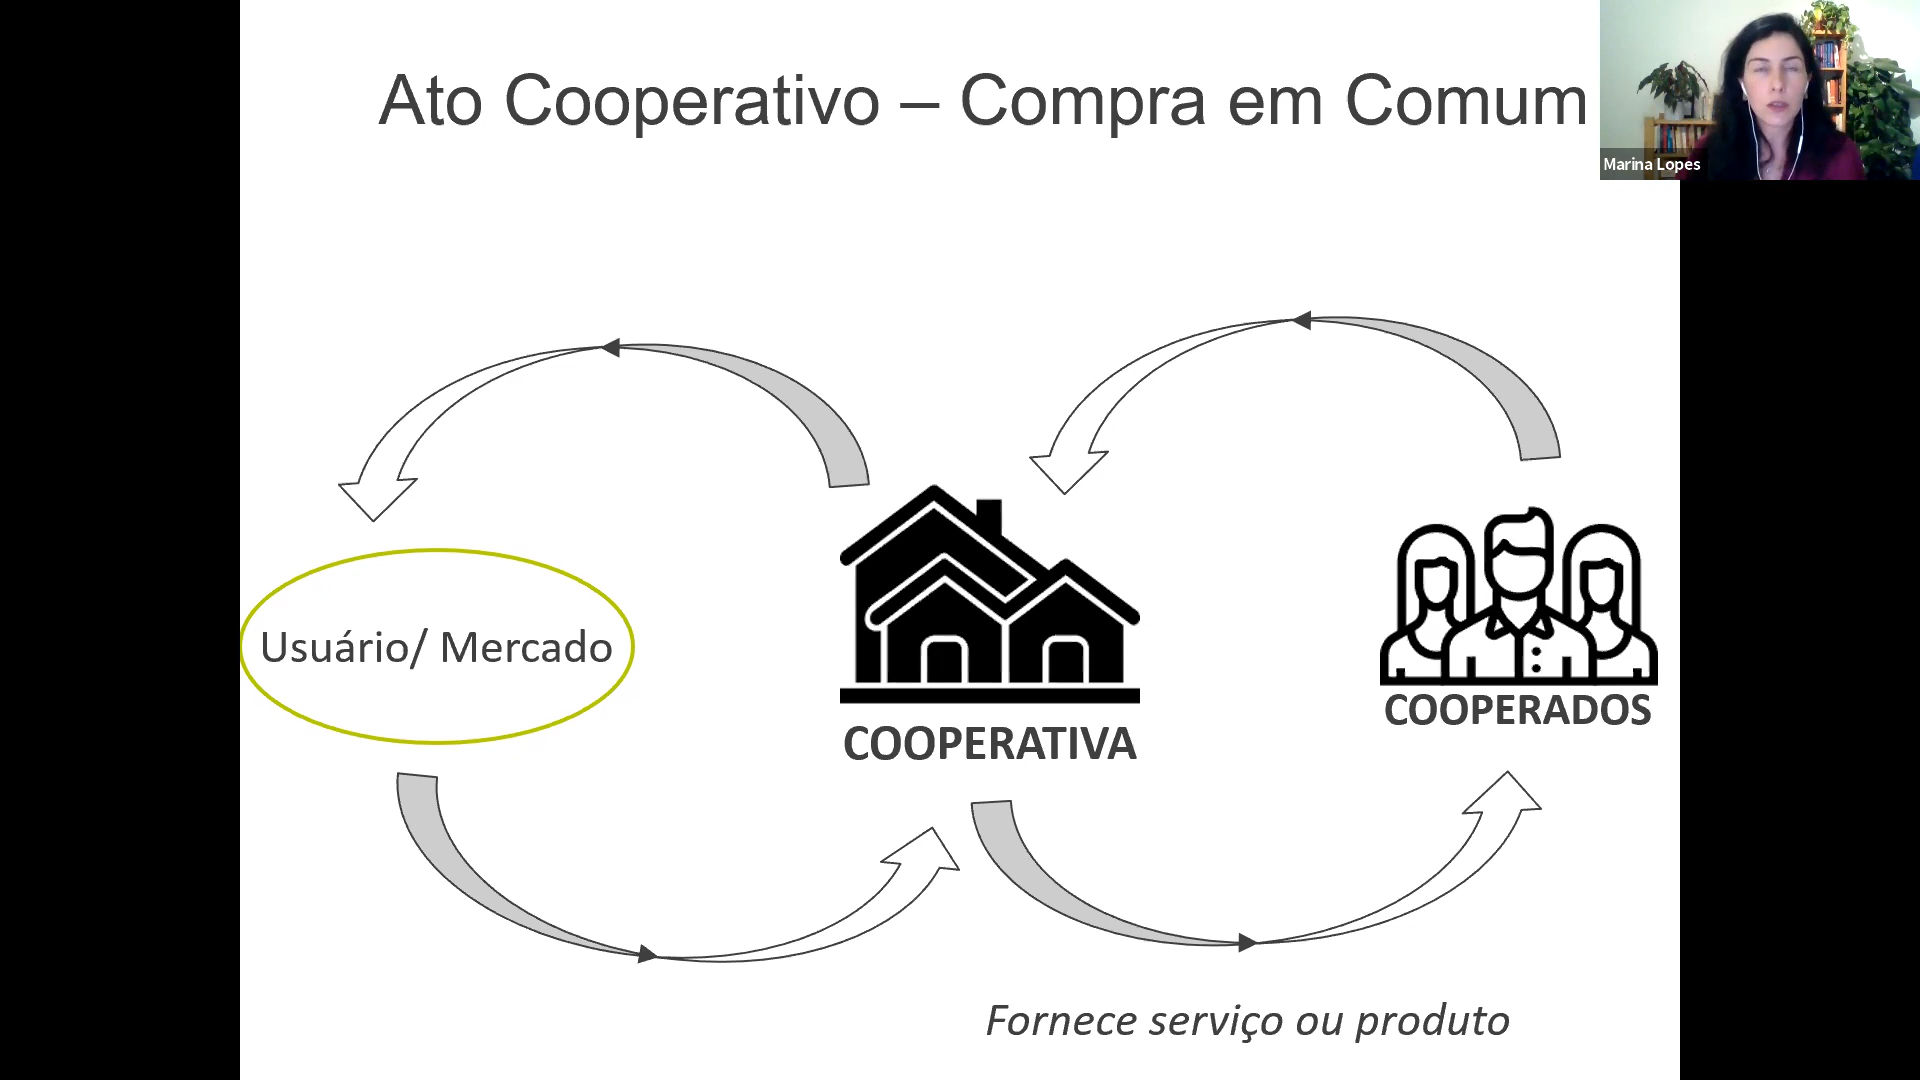 Ato Cooperativo – Compra em Comum
Marina Lopes
Usuário/ Mercado
COOPERATIVA
COOPERADOS
Fornece serviço ou produto